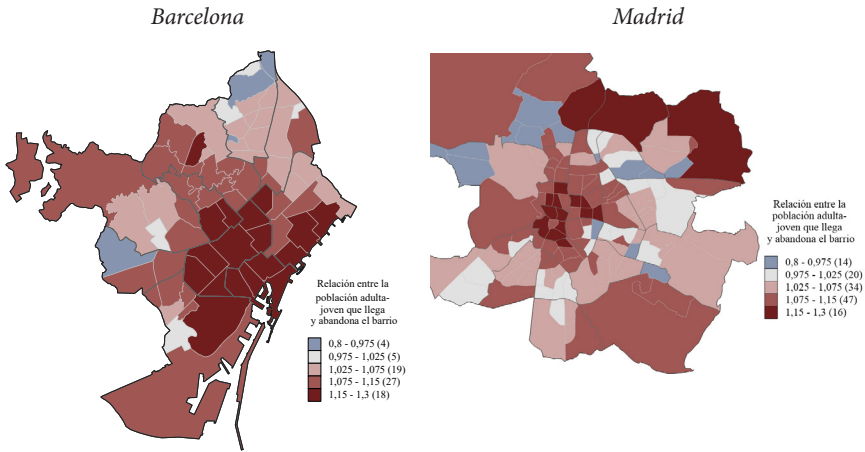 Barcelona
Madrid
Relación entre la
población adulta-
joven que llega
y abandona el barrio
0,8 - 0,975 (4)
0,975 - 1,025 (5)
1,025 - 1,075 (19)
1,075 - 1,15 (27)
1,15 - 1,3 (18)
Relación entre la
población adulta-
joven que llega
y abandona el barrio
0,8 - 0,975 (14)
0,975 - 1,025 (20)
1,025 - 1,075 (34)
1,075 - 1,15 (47)
1,15 - 1,3 (16)